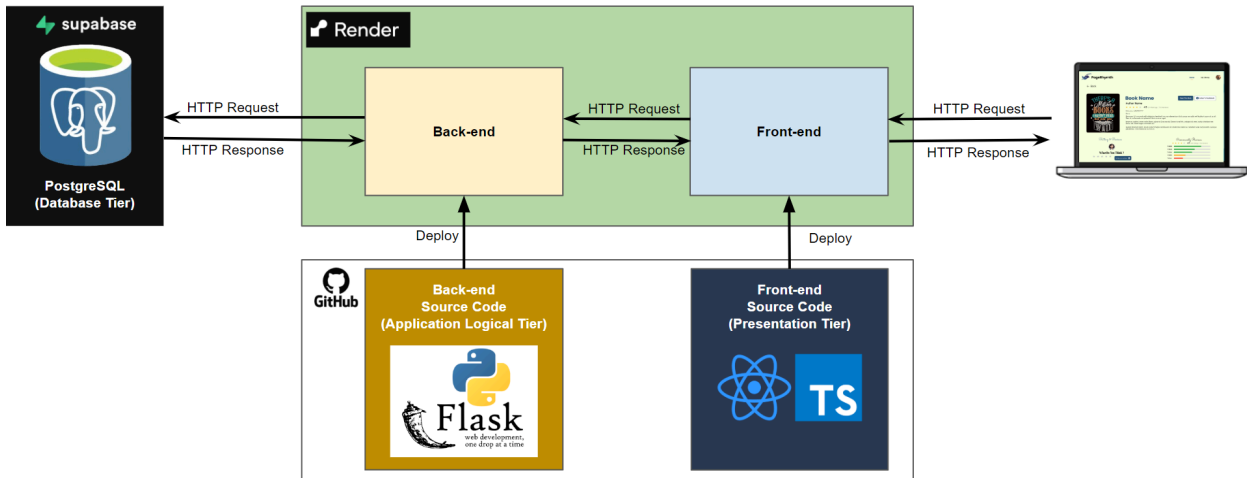 supabase
PostgreSQL
(Database Tier)
HTTP Request
HTTP Response
Render
Back-end
HTTP Request
HTTP Response
Front-end
HTTP Request
HTTP Response
Book Name
Deploy
Deploy
GitHub
Back-end
Source Code
(Application Logical Tier)
Flask
web development,
one drop at a time
Front-end
Source Code
(Presentation Tier)
TS